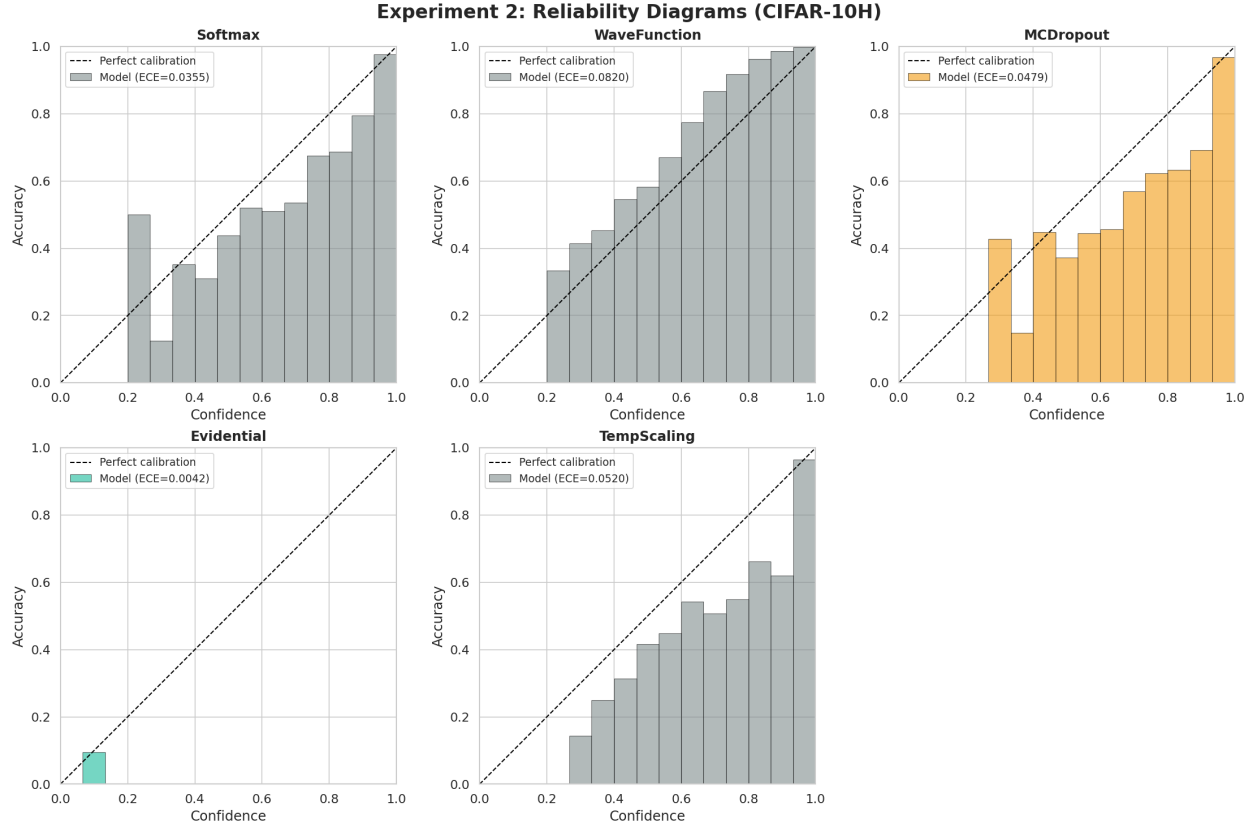 Experiment 2: Reliability Diagrams (CIFAR-10H)
Softmax
Perfect calibration
Model (ECE=0.0355)
1.0
0.8
0.6
0.4
0.2
0.0
Accuracy
0.0 0.2 0.4 0.6 0.8 1.0
Confidence
WaveFunction
Perfect calibration
Model (ECE=0.0820)
1.0
0.8
0.6
0.4
0.2
0.0
Accuracy
0.0 0.2 0.4 0.6 0.8 1.0
Confidence
MCDropout
Perfect calibration
Model (ECE=0.0479)
1.0
0.8
0.6
0.4
0.2
0.0
Accuracy
0.0 0.2 0.4 0.6 0.8 1.0
Confidence
Evidential
Perfect calibration
Model (ECE=0.0042)
1.0
0.8
0.6
0.4
0.2
0.0
Accuracy
0.0 0.2 0.4 0.6 0.8 1.0
Confidence
TempScaling
Perfect calibration
Model (ECE=0.0520)
1.0
0.8
0.6
0.4
0.2
0.0
Accuracy
0.0 0.2 0.4 0.6 0.8 1.0
Confidence